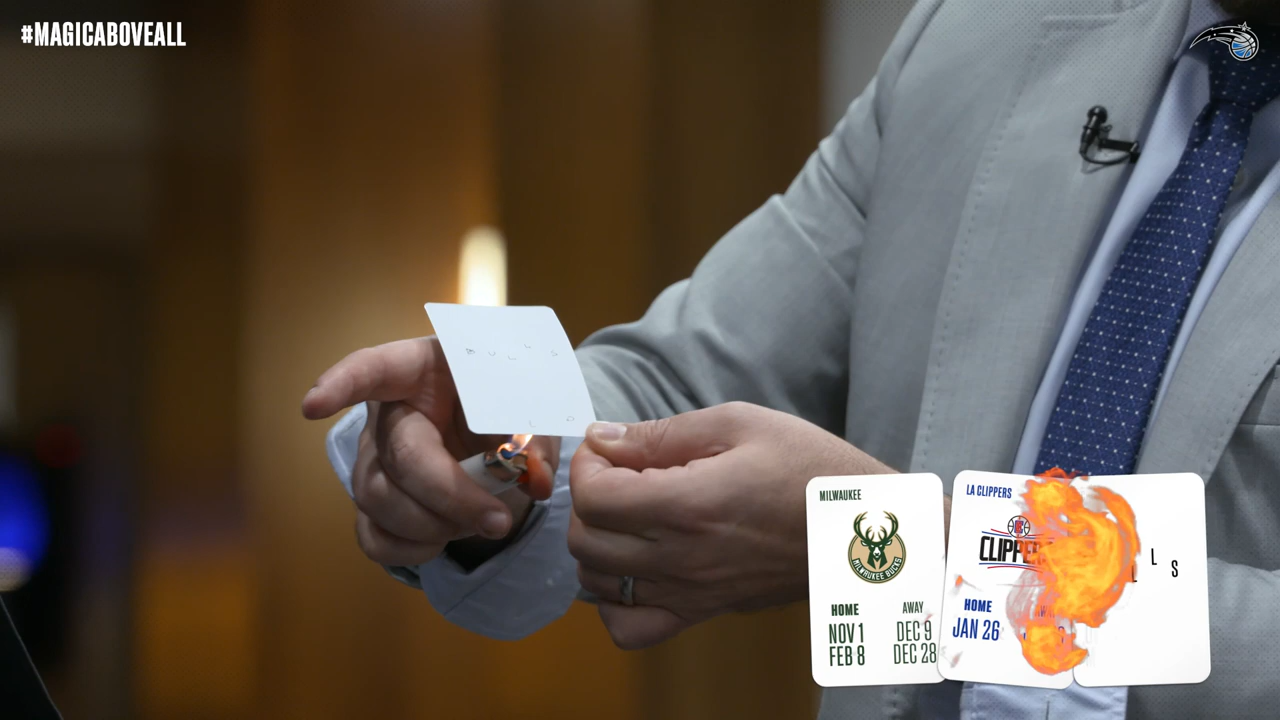 #MAGICABOVEALL
BULLS
MILWAUKEE
MILWAUKEE BUCKS
HOME
NOV 1
FEB 8
AWAY
DEC 9
DEC 28
LA CLIPPERS
HOME
JAN 26
L
S